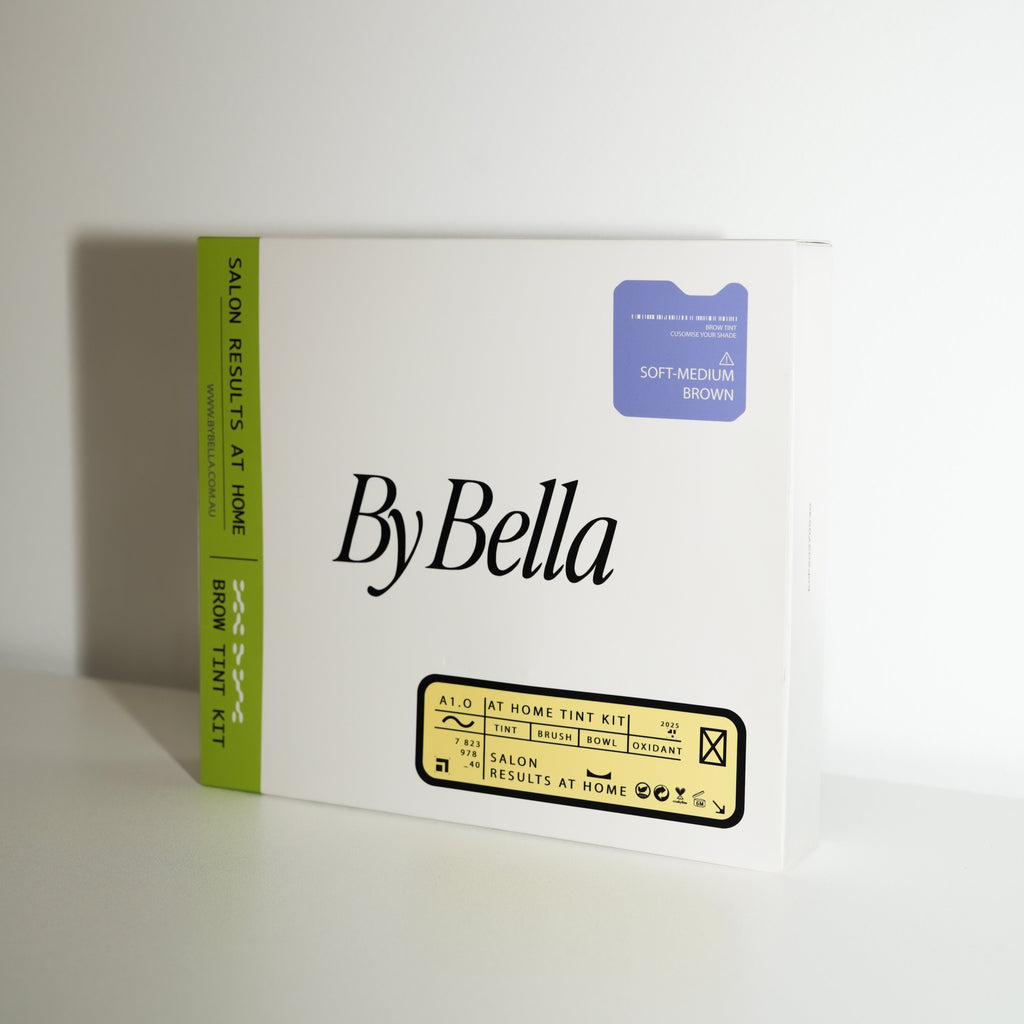 SALON RESULTS AT HOME
WWW.BYBELLA.COM.AU
BROW TINT KIT
BROW TINT
CUSOMISE YOUR SHADE
SOFT-MEDIUM
BROWN
By Bella
A1.O
AT HOME TINT KIT
2025
TINT
BRUSH
BOWL
OXIDANT
7 823
978
_40
SALON
RESULTS AT HOME
6M